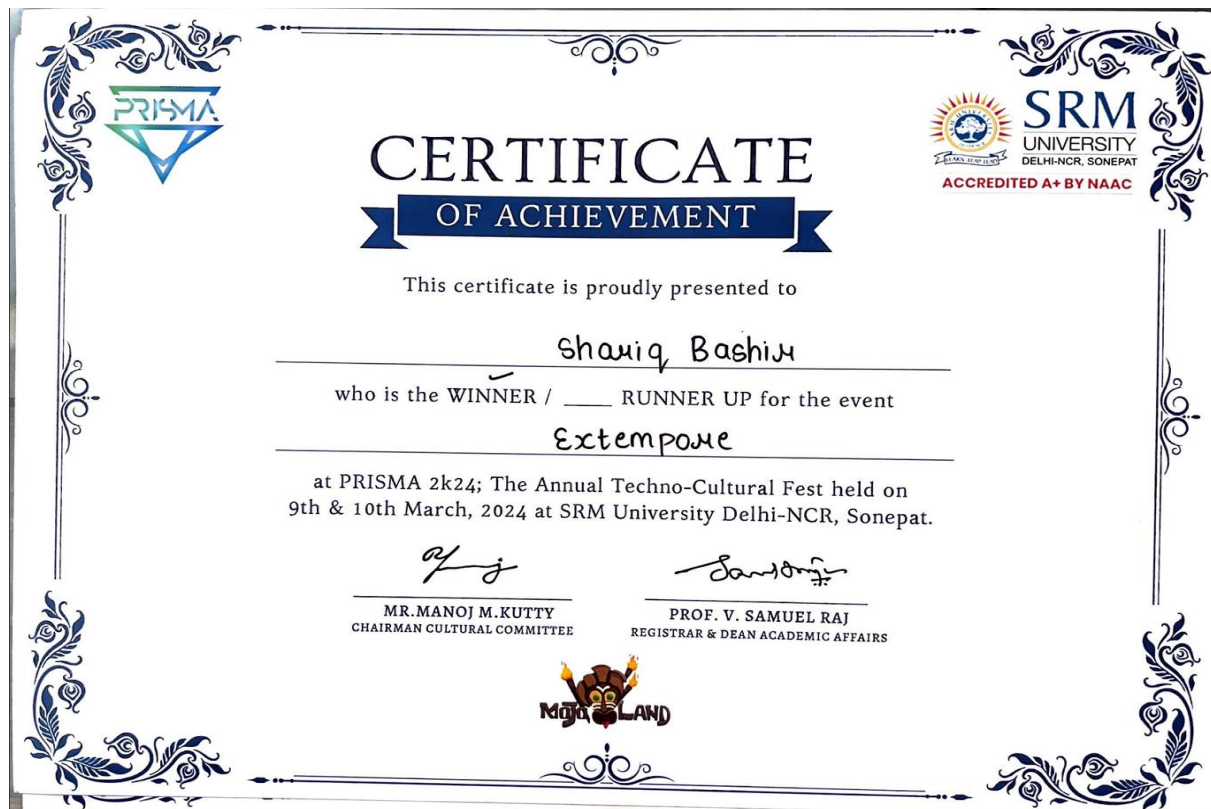 PRISMA
SRM
UNIVERSITY
DELHI-NCR, SONEPAT
LEARN LEAP LEAD
ACCREDITED A+ BY NAAC
CERTIFICATE
OF ACHIEVEMENT
This certificate is proudly presented to
Shariq Bashir
who is the WINNER / ____ RUNNER UP for the event
Extempore
at PRISMA 2k24; The Annual Techno-Cultural Fest held on
9th & 10th March, 2024 at SRM University Delhi-NCR, Sonepat.
MR.MANOJ M.KUTTY
CHAIRMAN CULTURAL COMMITTEE
PROF. V. SAMUEL RAJ
REGISTRAR & DEAN ACADEMIC AFFAIRS
MOJO LAND